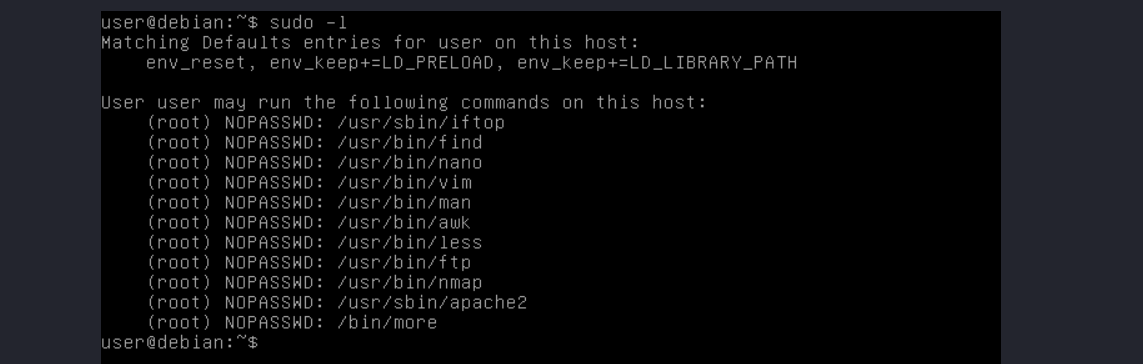 user@debian:~$ sudo -l
Matching Defaults entries for user on this host:
    env_reset, env_keep+=LD_PRELOAD, env_keep+=LD_LIBRARY_PATH

User user may run the following commands on this host:
    (root) NOPASSWD: /usr/sbin/iftop
    (root) NOPASSWD: /usr/bin/find
    (root) NOPASSWD: /usr/bin/nano
    (root) NOPASSWD: /usr/bin/vim
    (root) NOPASSWD: /usr/bin/man
    (root) NOPASSWD: /usr/bin/awk
    (root) NOPASSWD: /usr/bin/less
    (root) NOPASSWD: /usr/bin/ftp
    (root) NOPASSWD: /usr/bin/nmap
    (root) NOPASSWD: /usr/sbin/apache2
    (root) NOPASSWD: /bin/more
user@debian:~$